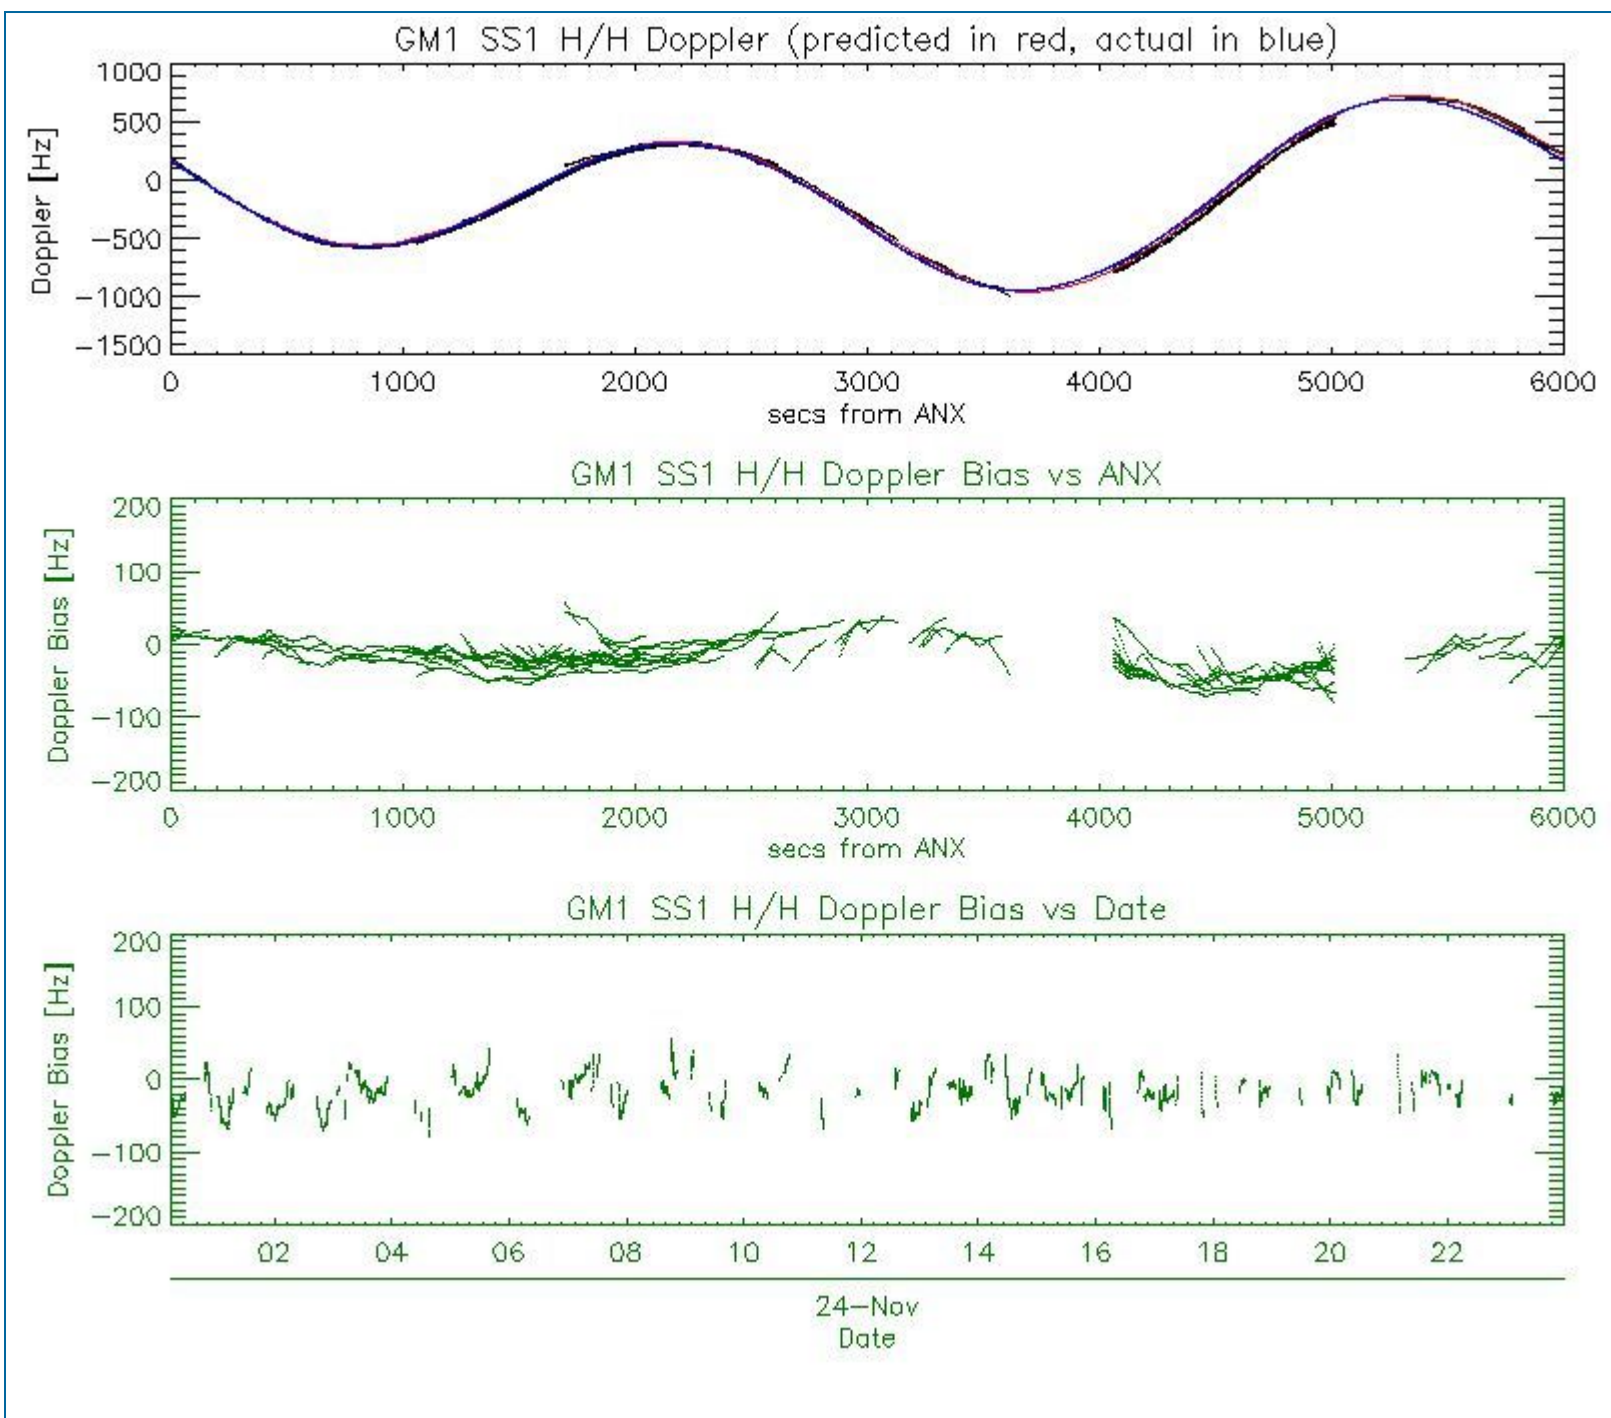 GM1 SS1 H/H Doppler (predicted in red, actual in blue)
1000
500
0
-500
-1000
-1500
Doppler [Hz]
0 1000 2000 3000 4000 5000 6000
secs from ANX
GM1 SS1 H/H Doppler Bias vs ANX
200
100
0
-100
-200
Doppler Bias [Hz]
0 1000 2000 3000 4000 5000 6000
secs from ANX
GM1 SS1 H/H Doppler Bias vs Date
200
100
0
-100
-200
Doppler Bias [Hz]
02 04 06 08 10 12 14 16 18 20 22
24-Nov
Date